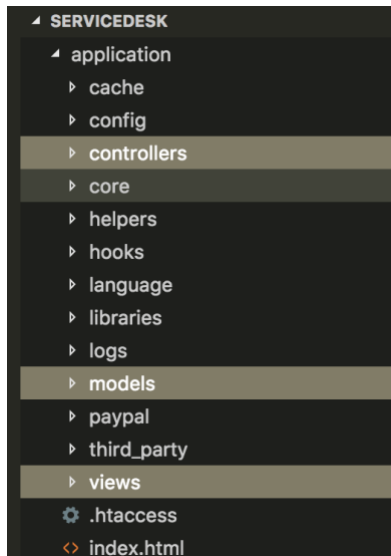 SERVICEDESK
application
cache
config
controllers
core
helpers
hooks
language
libraries
logs
models
paypal
third_party
views
.htaccess
index.html